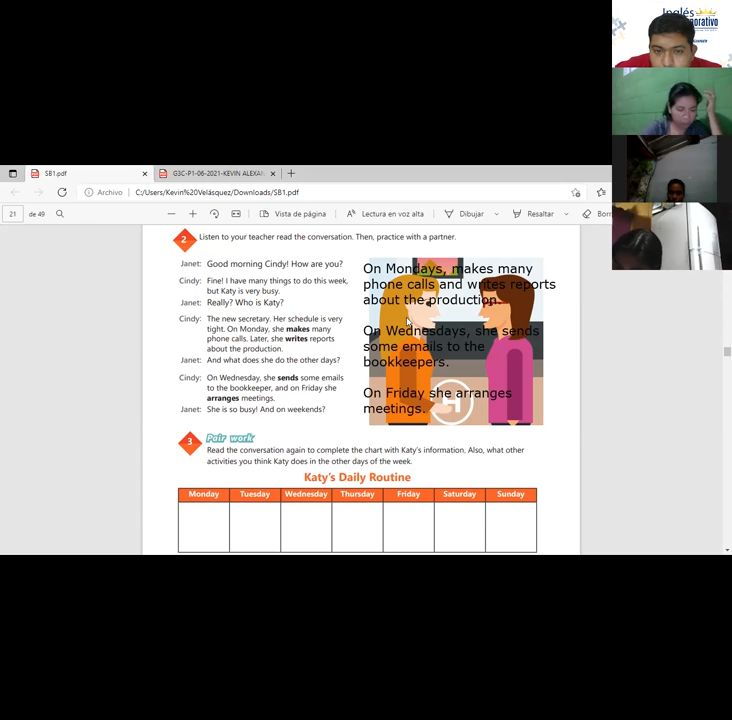 Inglés
SB1.pdf
G3C-P1-06-2021-KEVIN ALEXAN
Archivo
C:/Users/Kevin%20Velásquez/Downloads/SB1.pdf
21 de 49
Vista de página
Lectura en voz alta
Dibujar
Resaltar
2 Listen to your teacher read the conversation. Then, practice with a partner.
Janet: Good morning Cindy! How are you?
Cindy: Fine! I have many things to do this week,
but Katy is very busy.
Janet: Really? Who is Katy?
Cindy: The new secretary. Her schedule is very
tight. On Monday, she makes many
phone calls. Later, she writes reports
about the production.
Janet: And what does she do the other days?
Cindy: On Wednesday, she sends some emails
to the bookkeeper, and on Friday she
arranges meetings.
Janet: She is so busy! And on weekends?
On Mondays, makes many
phone calls and writes reports
about the production.
On Wednesdays, she sends
some emails to the
bookkeepers.
On Friday she arranges
meetings.
H
3 Pair work
Read the conversation again to complete the chart with Katy's information. Also, what other
activities you think Katy does in the other days of the week.
Katy's Daily Routine
Monday Tuesday Wednesday Thursday Friday Saturday Sunday